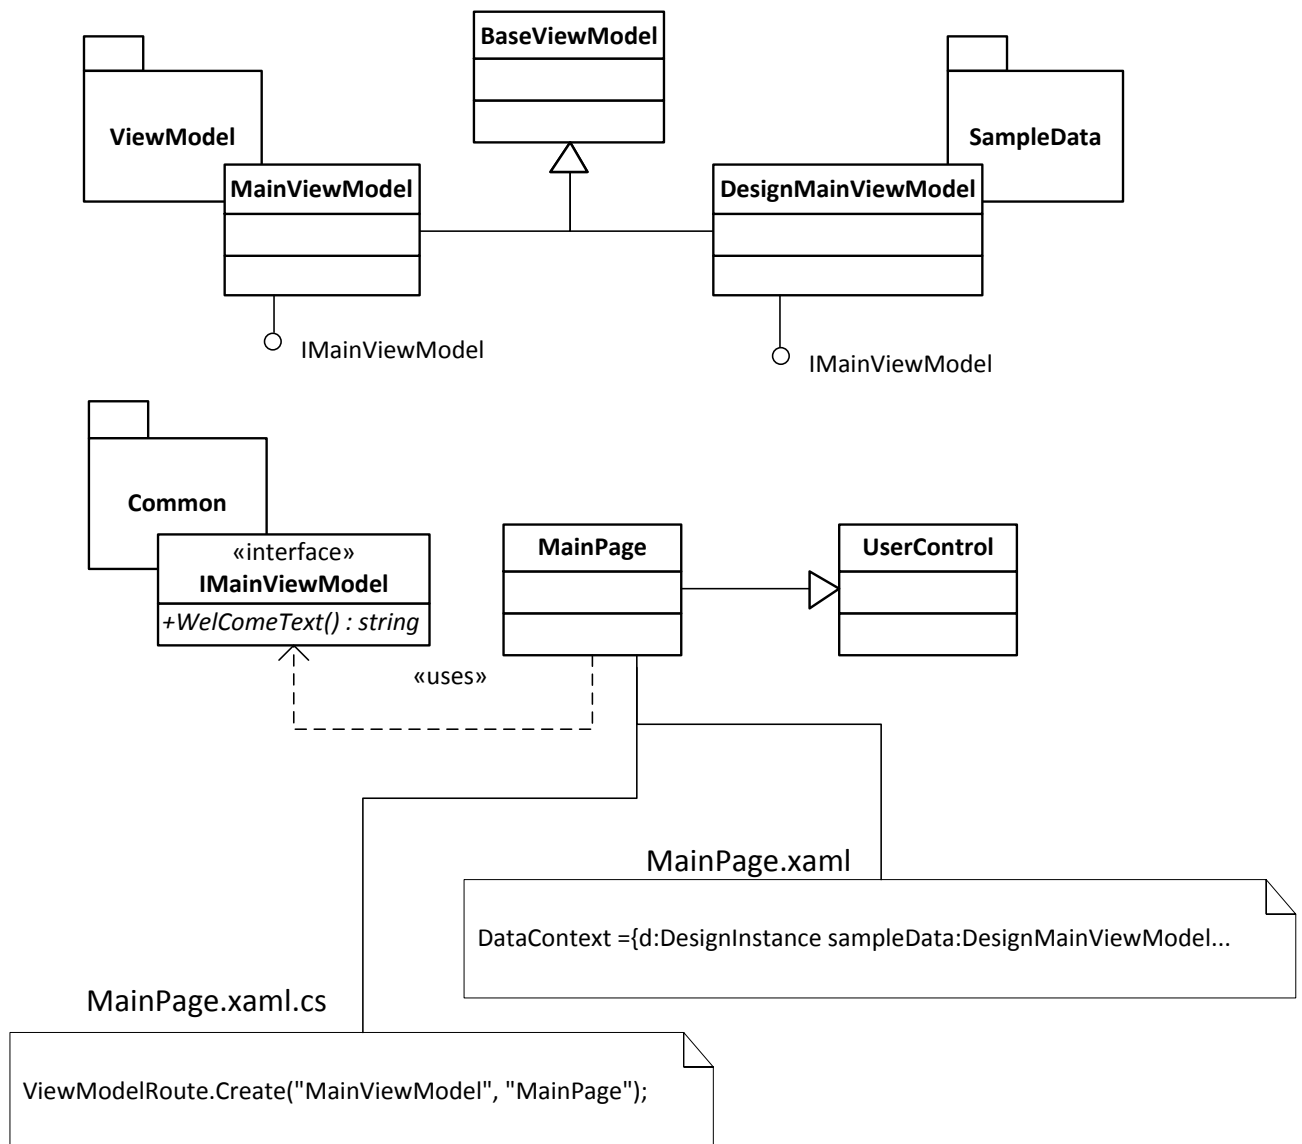 BaseViewModel
ViewModel
SampleData
MainViewModel
DesignMainViewModel
IMainViewModel
IMainViewModel
Common
«interface»
IMainViewModel
+WelComeText() : string
MainPage
UserControl
«uses»
MainPage.xaml
DataContext ={d:DesignInstance sampleData:DesignMainViewModel...
MainPage.xaml.cs
ViewModelRoute.Create("MainViewModel", "MainPage");